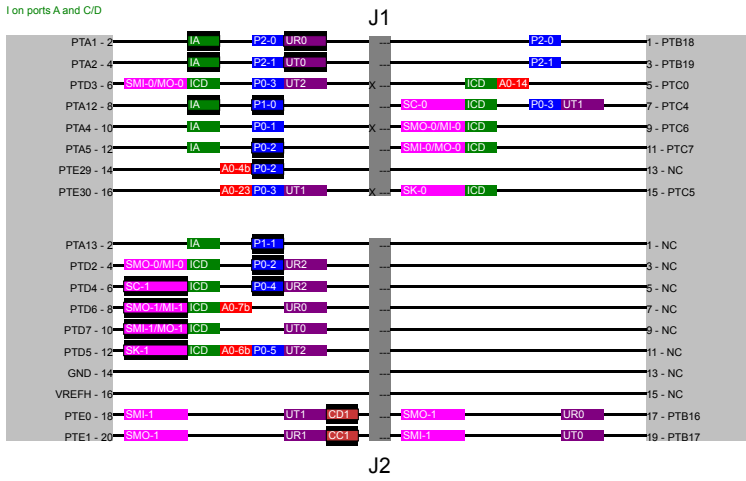 I on ports A and C/D
J1
PTA1 - 2 IA P2-0 UR0 --- P2-0 1 - PTB18
PTA2 - 4 IA P2-1 UT0 --- P2-1 3 - PTB19
PTD3 - 6 SMI-0/MO-0 ICD P0-3 UT2 X --- ICD A0-14 5 - PTC0
PTA12 - 8 IA P1-0 --- SC-0 ICD P0-3 UT1 7 - PTC4
PTA4 - 10 IA P0-1 X --- SMO-0/MI-0 ICD 9 - PTC6
PTA5 - 12 IA P0-2 --- SMI-0/MO-0 ICD 11 - PTC7
PTE29 - 14 A0-4b P0-2 --- 13 - NC
PTE30 - 16 A0-23 P0-3 UT1 X --- SK-0 ICD 15 - PTC5
PTA13 - 2 IA P1-1 --- 1 - NC
PTD2 - 4 SMO-0/MI-0 ICD P0-2 UR2 --- 3 - NC
PTD4 - 6 SC-1 ICD P0-4 UR2 --- 5 - NC
PTD6 - 8 SMO-1/MI-1 ICD A0-7b UR0 --- 7 - NC
PTD7 - 10 SMI-1/MO-1 ICD UT0 --- 9 - NC
PTD5 - 12 SK-1 ICD A0-6b P0-5 UT2 --- 11 - NC
GND - 14 --- 13 - NC
VREFH - 16 --- 15 - NC
PTE0 - 18 SMI-1 UT1 CD1 --- SMO-1 UR0 17 - PTB16
PTE1 - 20 SMO-1 UR1 CC1 --- SMI-1 UT0 19 - PTB17
J2